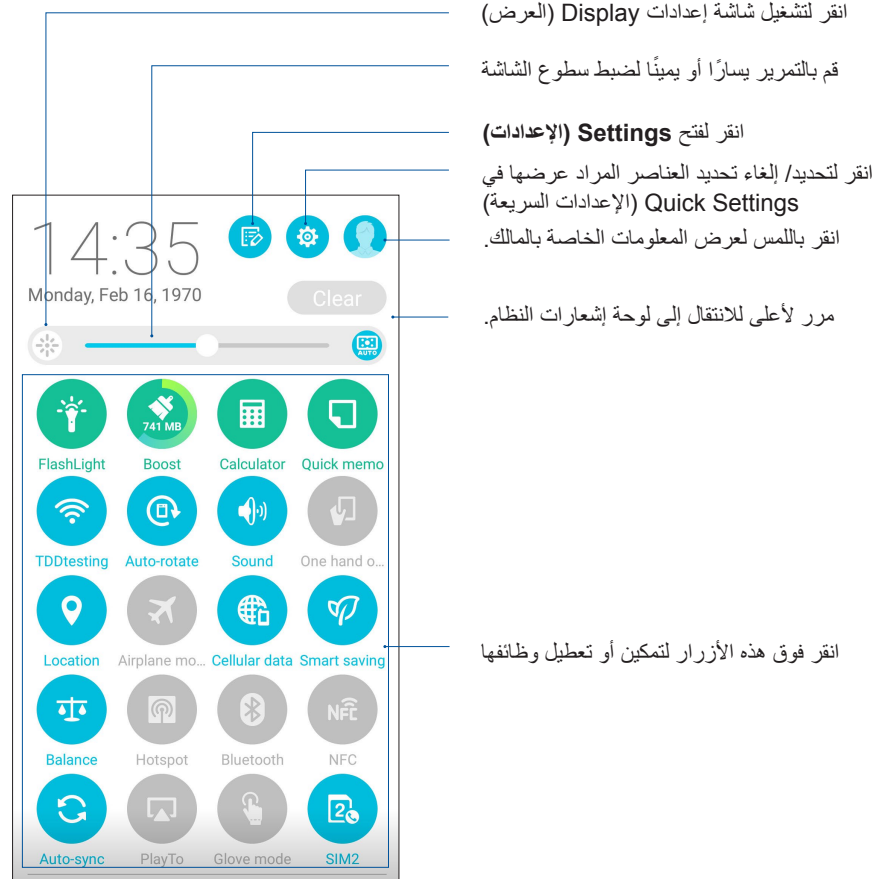 انقر لتشغيل شاشة إعدادات Display (العرض)
قم بالتمرير يسارًا أو يمينًا لضبط سطوع الشاشة
انقر لفتح Settings (الإعدادات)
انقر لتحديد/ إلغاء تحديد العناصر المراد عرضها في
Quick Settings (الإعدادات السريعة)
انقر باللمس لعرض المعلومات الخاصة بالمالك.
مرر لأعلى للانتقال إلى لوحة إشعارات النظام.
انقر فوق هذه الأزرار لتمكين أو تعطيل وظائفها
14:35
Monday, Feb 16, 1970
Clear
AUTO
741 MB
FlashLight Boost Calculator Quick memo
TDDtesting Auto-rotate Sound One hand o...
Location Airplane mo... Cellular data Smart saving
NFC
Balance Hotspot Bluetooth NFC
2
Auto-sync PlayTo Glove mode SIM2